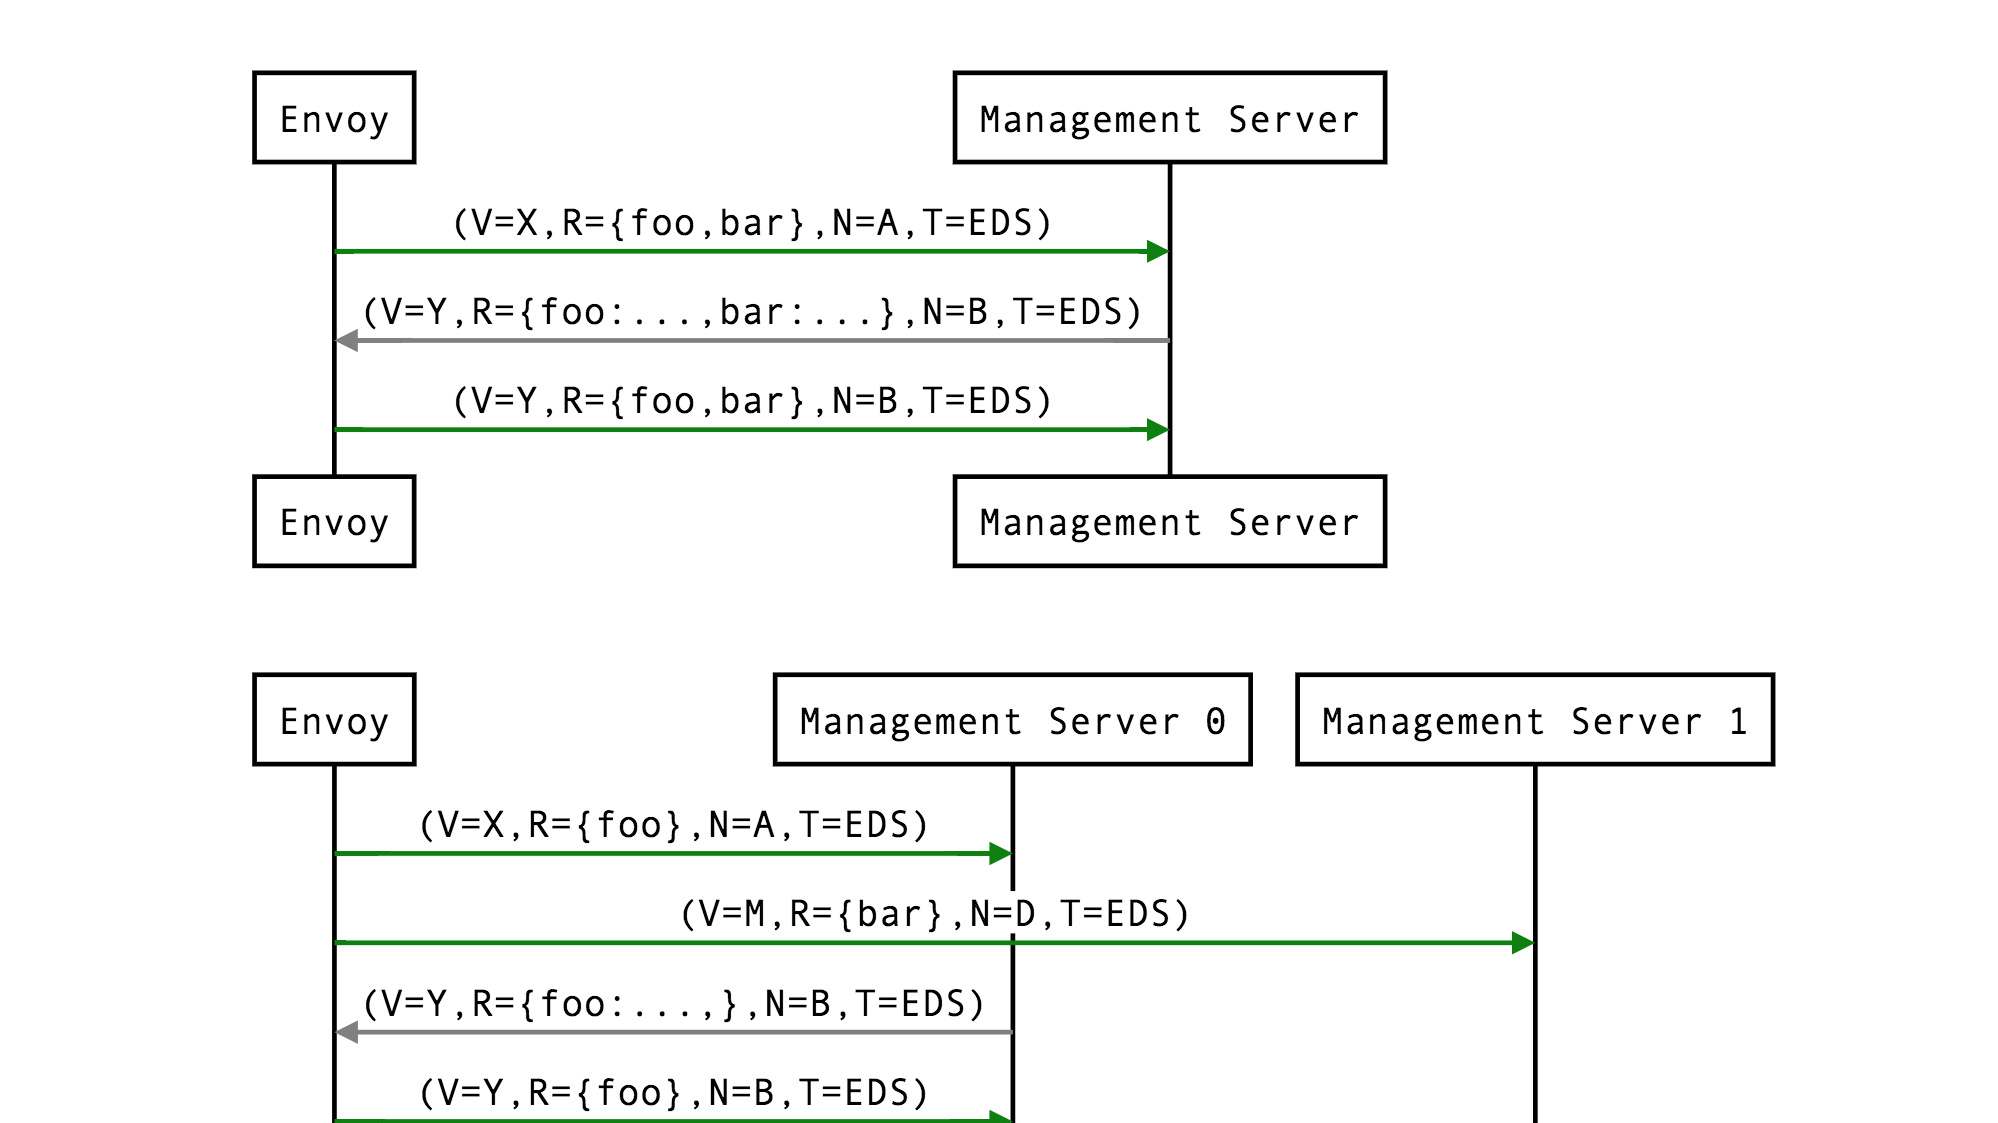 Envoy Management Server
(V=X,R={foo,bar},N=A,T=EDS)
(V=Y,R={foo:...,bar:...},N=B,T=EDS)
(V=Y,R={foo,bar},N=B,T=EDS)
Envoy Management Server
Envoy Management Server 0 Management Server 1
(V=X,R={foo},N=A,T=EDS)
(V=M,R={bar},N=D,T=EDS)
(V=Y,R={foo:...,},N=B,T=EDS)
(V=Y,R={foo},N=B,T=EDS)